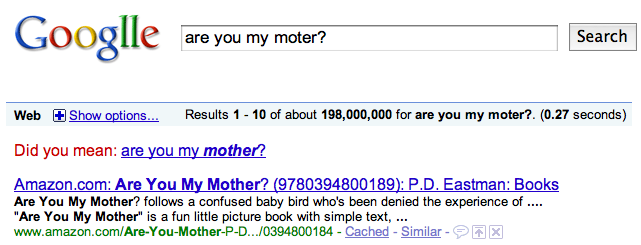 Googlle are you my moter? Search
Web Show options... Results 1 - 10 of about 198,000,000 for are you my moter?. (0.27 seconds)
Did you mean: are you my mother?
Amazon.com: Are You My Mother? (9780394800189): P.D. Eastman: Books
Are You My Mother? follows a confused baby bird who's been denied the experience of ....
"Are You My Mother" is a fun little picture book with simple text, ...
www.amazon.com/Are-You-Mother-P-D.../0394800184 - Cached - Similar -